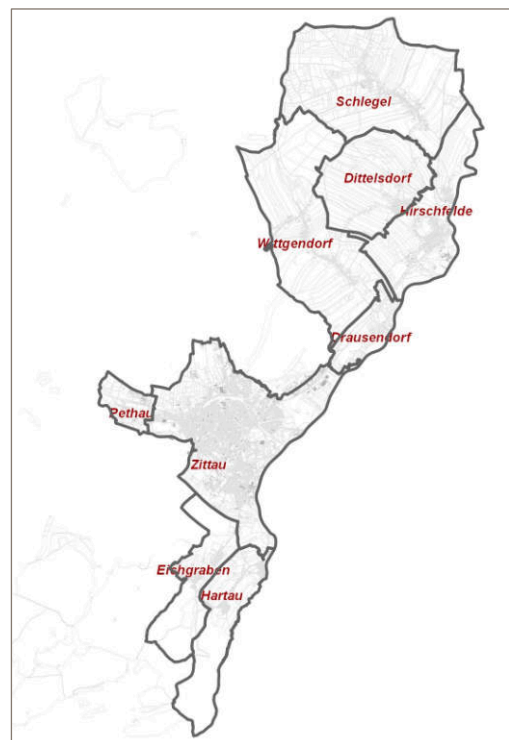 Schlegel
Dittelsdorf
Hirschfelde
Wittgendorf
Drausendorf
Pethau
Zittau
Eichgraben
Hartau